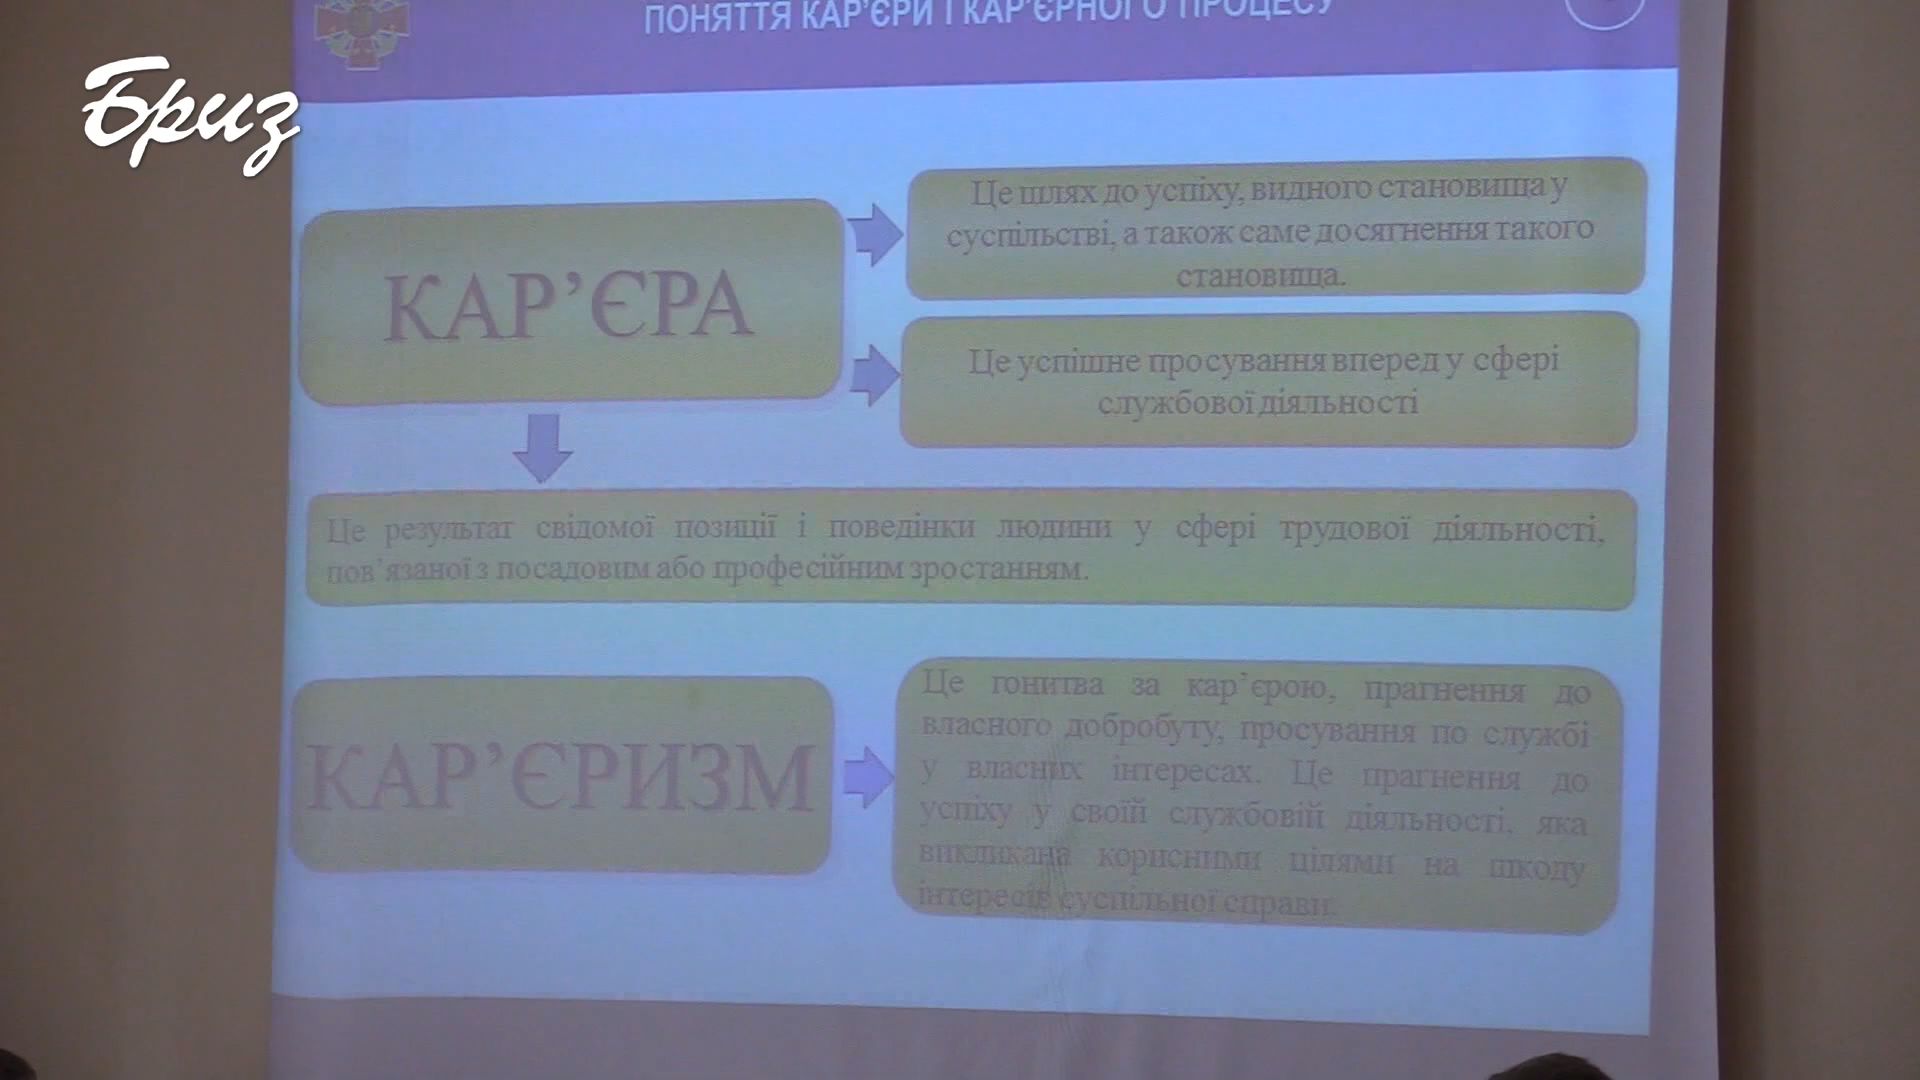 ПОНЯТТЯ КАР’ЄРИ І КАР’ЄРНОГО ПРОЦЕСУ
Бриз
КАР’ЄРА
Це шлях до успіху, видного становища у
суспільстві, а також саме досягнення такого
становища.
Це успішне просування вперед у сфері
службової діяльності
Це результат свідомої позиції і поведінки людини у сфері трудової діяльності,
пов’язаної з посадовим або професійним зростанням.
КАР’ЄРИЗМ
Це гонитва за кар’єрою, прагнення до
власного добробуту, просування по службі
у власних інтересах. Це прагнення до
успіху у своїй службовій діяльності, яка
викликана корисними цілями на шкоду
інтересів суспільної справи.